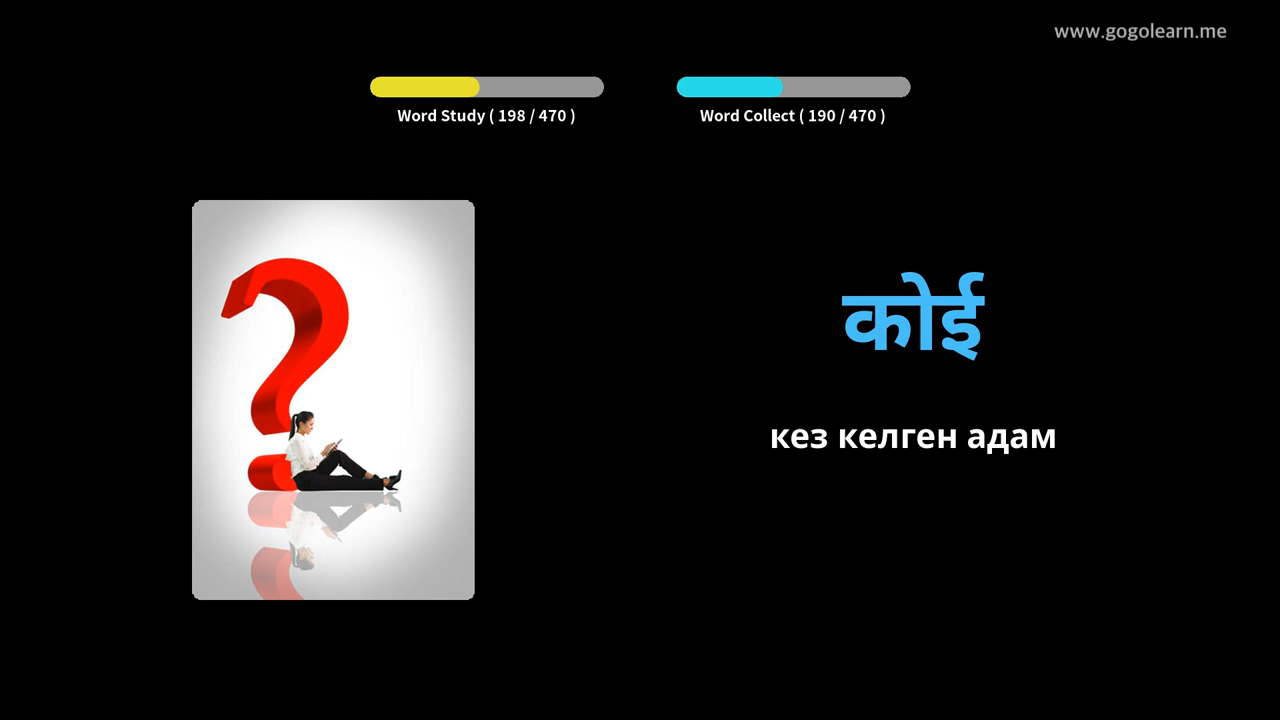 www.gogolearn.me
Word Study ( 198 / 470 )
Word Collect ( 190 / 470 )
कोई
кез келген адам